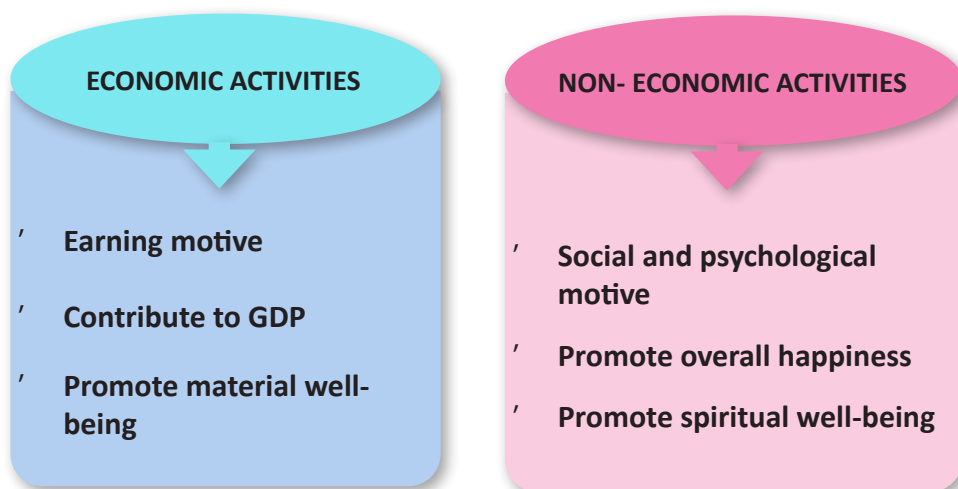 ECONOMIC ACTIVITIES
′ Earning motive
′ Contribute to GDP
′ Promote material well-
being
NON- ECONOMIC ACTIVITIES
′ Social and psychological
motive
′ Promote overall happiness
′ Promote spiritual well-being